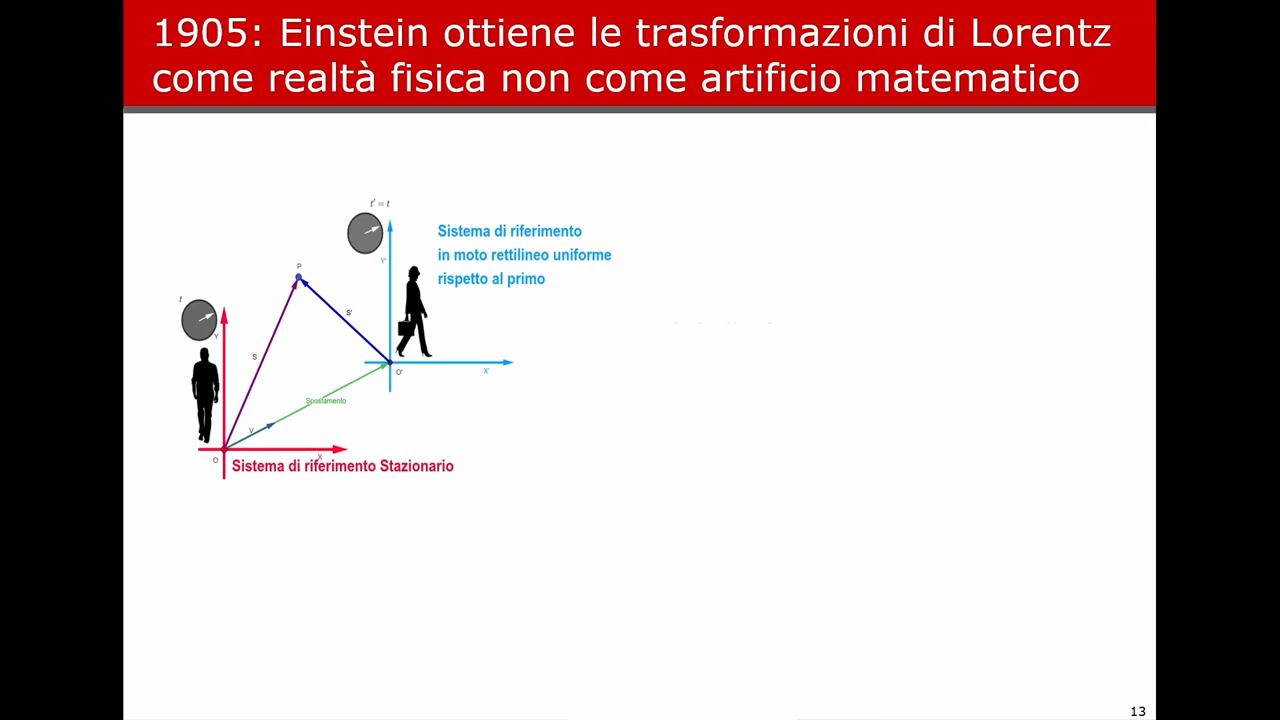 1905: Einstein ottiene le trasformazioni di Lorentz
come realtà fisica non come artificio matematico
t' = t
Sistema di riferimento
in moto rettilineo uniforme
rispetto al primo
Y'
P
t
S'
Y
S
O'
X'
Spostamento
V
O
X
Sistema di riferimento Stazionario
13